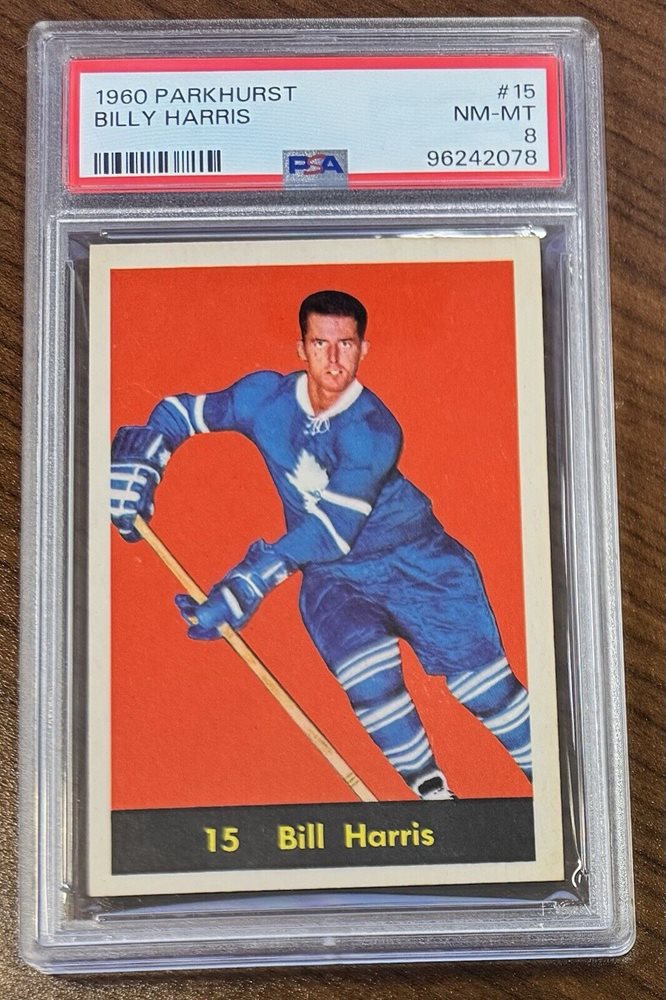 1960 PARKHURST #15
BILLY HARRIS NM-MT
8
PSA 96242078
15 Bill Harris